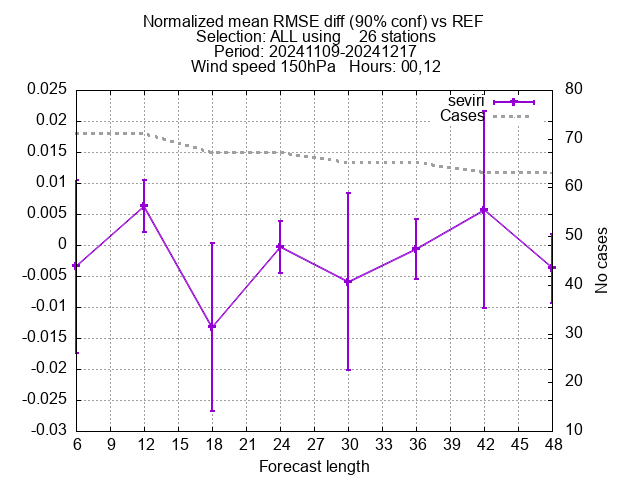 Normalized mean RMSE diff (90% conf) vs REF
Selection: ALL using    26 stations
Period: 20241109-20241217
Wind speed 150hPa   Hours: 00,12
seviri
Cases
0.025
0.02
0.015
0.01
0.005
0
-0.005
-0.01
-0.015
-0.02
-0.025
-0.03
80
70
60
50
40
30
20
10
No cases
6 9 12 15 18 21 24 27 30 33 36 39 42 45 48
Forecast length